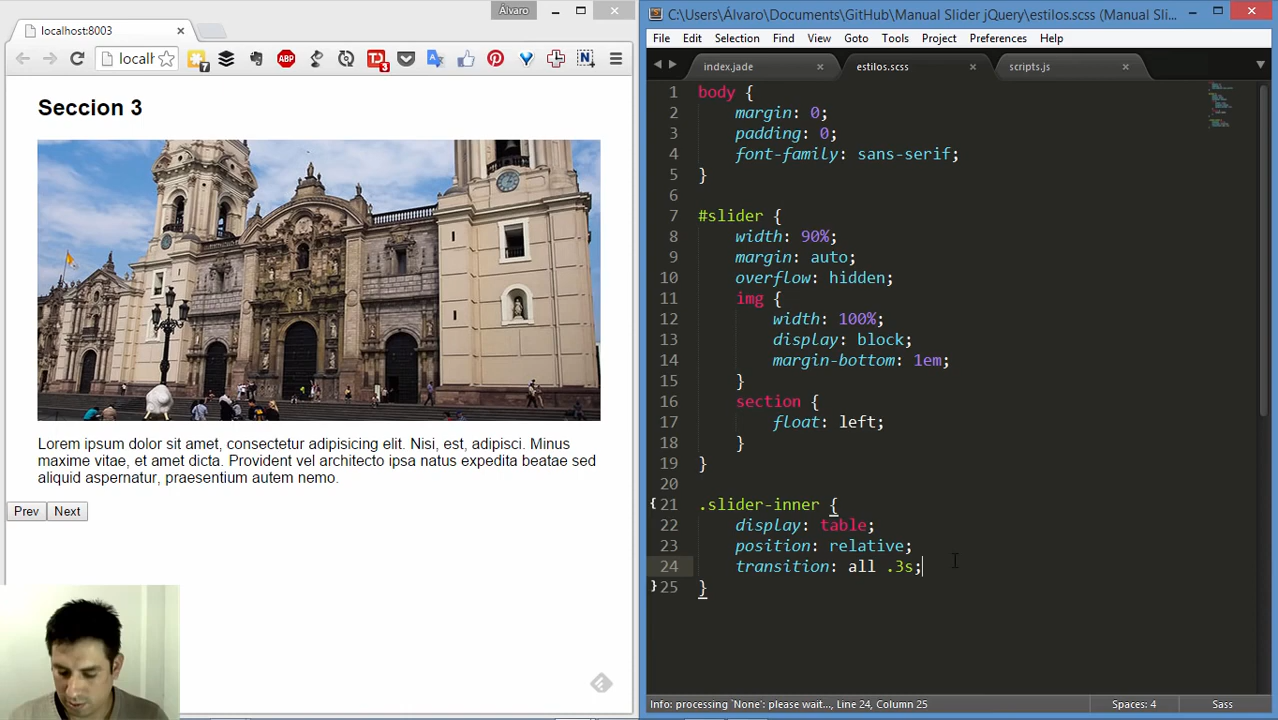 Álvaro
localhost:8003
localh
7
ABP
TD
3
N
Seccion 3
Lorem ipsum dolor sit amet, consectetur adipisicing elit. Nisi, est, adipisci. Minus
maxime vitae, et amet dicta. Provident vel architecto ipsa natus expedita beatae sed
aliquid aspernatur, praesentium autem nemo.
Prev
Next
C:\Users\Álvaro\Documents\GitHub\Manual Slider jQuery\estilos.scss (Manual Sli...
File Edit Selection Find View Goto Tools Project Preferences Help
index.jade
estilos.scss
scripts.js
1 body {
2 margin: 0;
3 padding: 0;
4 font-family: sans-serif;
5 }
6
7 #slider {
8 width: 90%;
9 margin: auto;
10 overflow: hidden;
11 img {
12 width: 100%;
13 display: block;
14 margin-bottom: 1em;
15 }
16 section {
17 float: left;
18 }
19 }
20
21 .slider-inner {
22 display: table;
23 position: relative;
24 transition: all .3s;
25 }
Info: processing `None`: please wait..., Line 24, Column 25
Spaces: 4
Sass